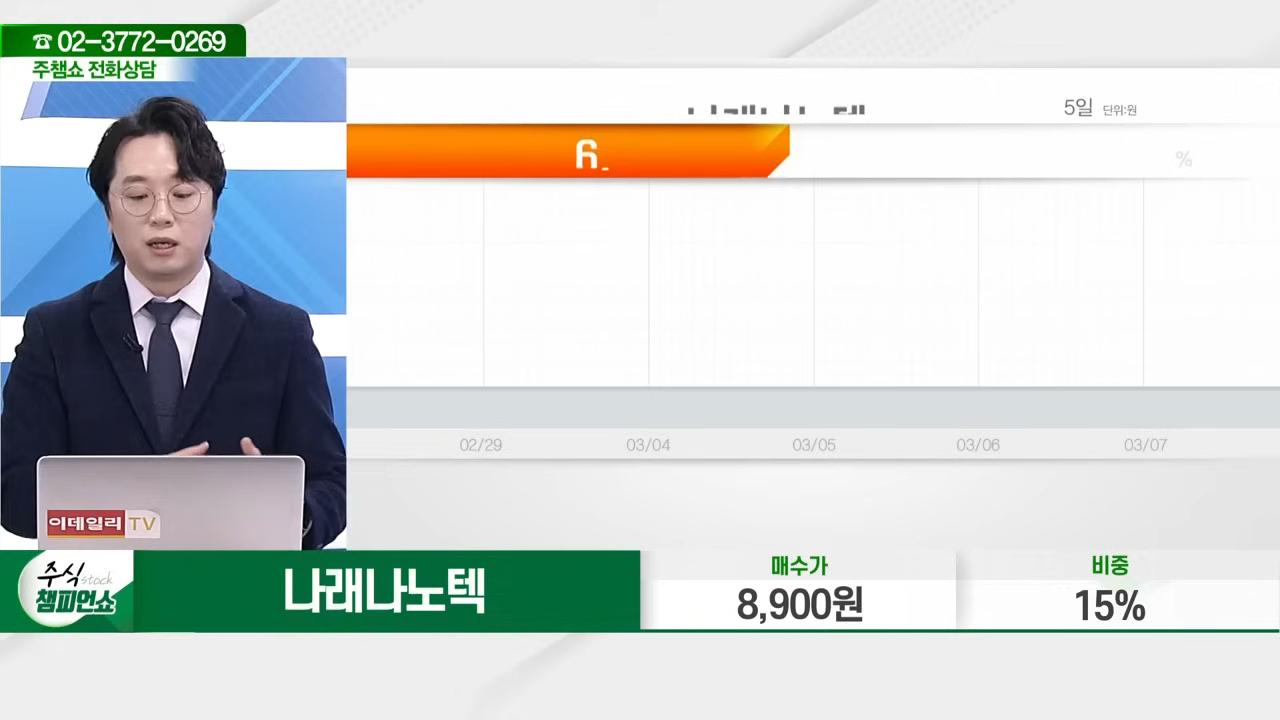 ☎ 02-3772-0269
주챔쇼 전화상담
5일 단위:원
%
02/29 03/04 03/05 03/06 03/07
이데일리 TV
주식 stock
챔피언쇼
나래나노텍
매수가
8,900원
비중
15%